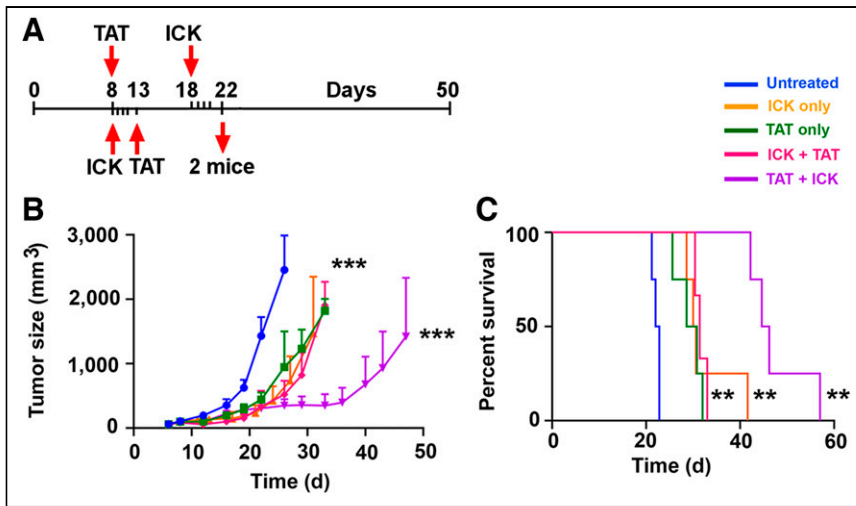 A
TAT ICK
0 8 13 18 22 Days 50
ICK TAT 2 mice
Untreated
ICK only
TAT only
ICK + TAT
TAT + ICK
B
Tumor size (mm3)
3,000
2,000
1,000
0
0 10 20 30 40 50
Time (d)
***
***
C
Percent survival
100
50
0
0 20 40 60
Time (d)
** ** **